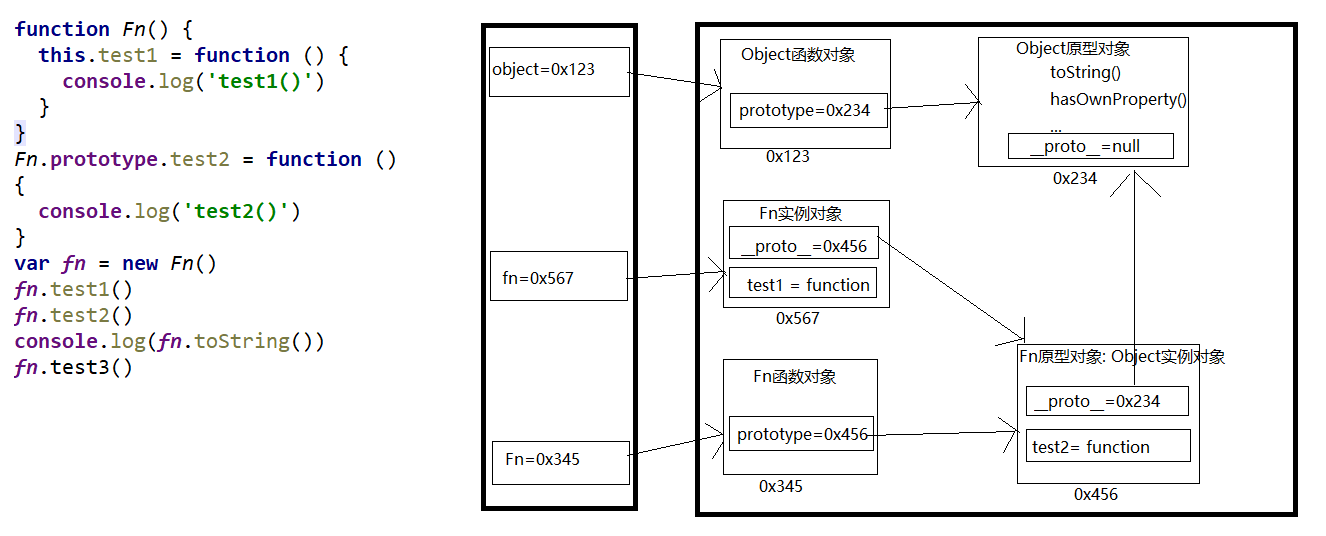 function Fn() {
this.test1 = function () {
console.log('test1()')
}
}
Fn.prototype.test2 = function ()
{
console.log('test2()')
}
var fn = new Fn()
fn.test1()
fn.test2()
console.log(fn.toString())
fn.test3()
object=0x123
fn=0x567
Fn=0x345
Object函数对象
prototype=0x234
0x123
Object原型对象
toString()
hasOwnProperty()
...
__proto__=null
0x234
Fn实例对象
__proto__=0x456
test1 = function
0x567
Fn函数对象
prototype=0x456
0x345
Fn原型对象: Object实例对象
__proto__=0x234
test2= function
0x456